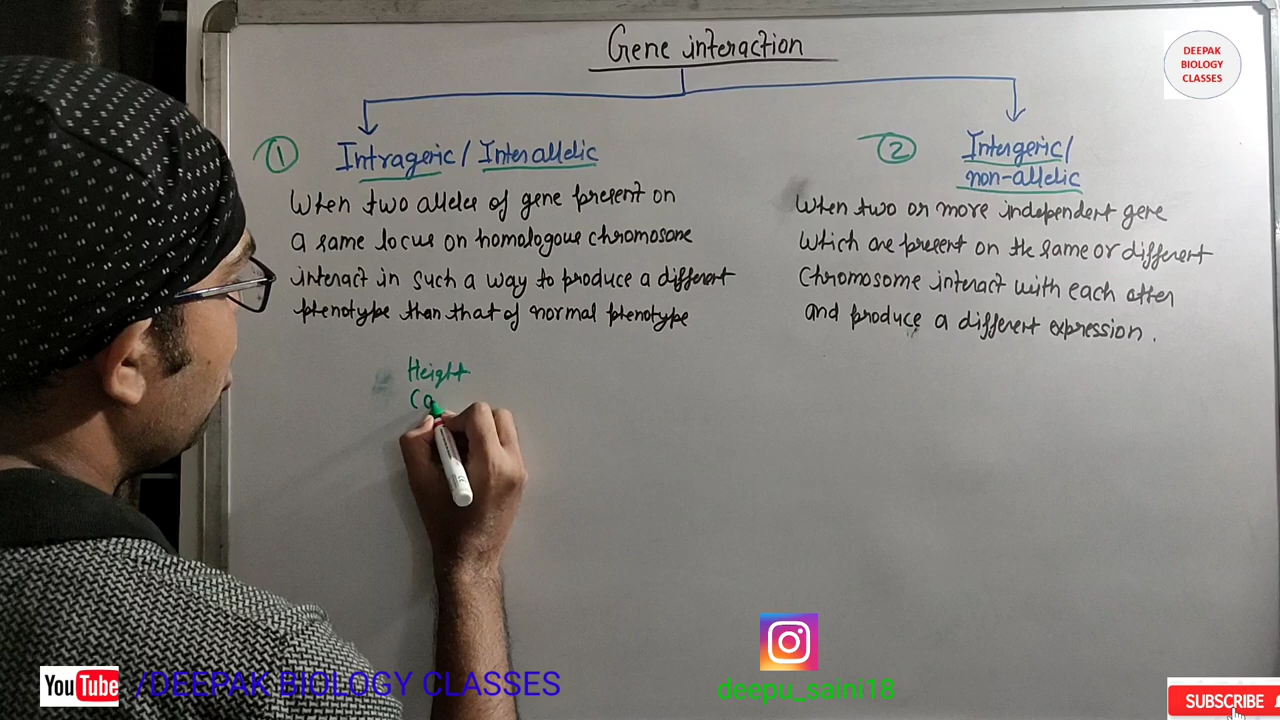 Gene interaction
DEEPAK
BIOLOGY
CLASSES
1 Intrageric / Interallelic
When two alleles of gene present on
a same locus on homologous chromosome
interact in such a way to produce a different
phenotype than that of normal phenotype
Height
(a
2 Intergeric/
non-allelic
When two or more independent gene
Which are present on the same or different
Chromosome interact with each other
and produce a different expression.
YouTube /DEEPAK BIOLOGY CLASSES
deepu_saini18
SUBSCRIBE